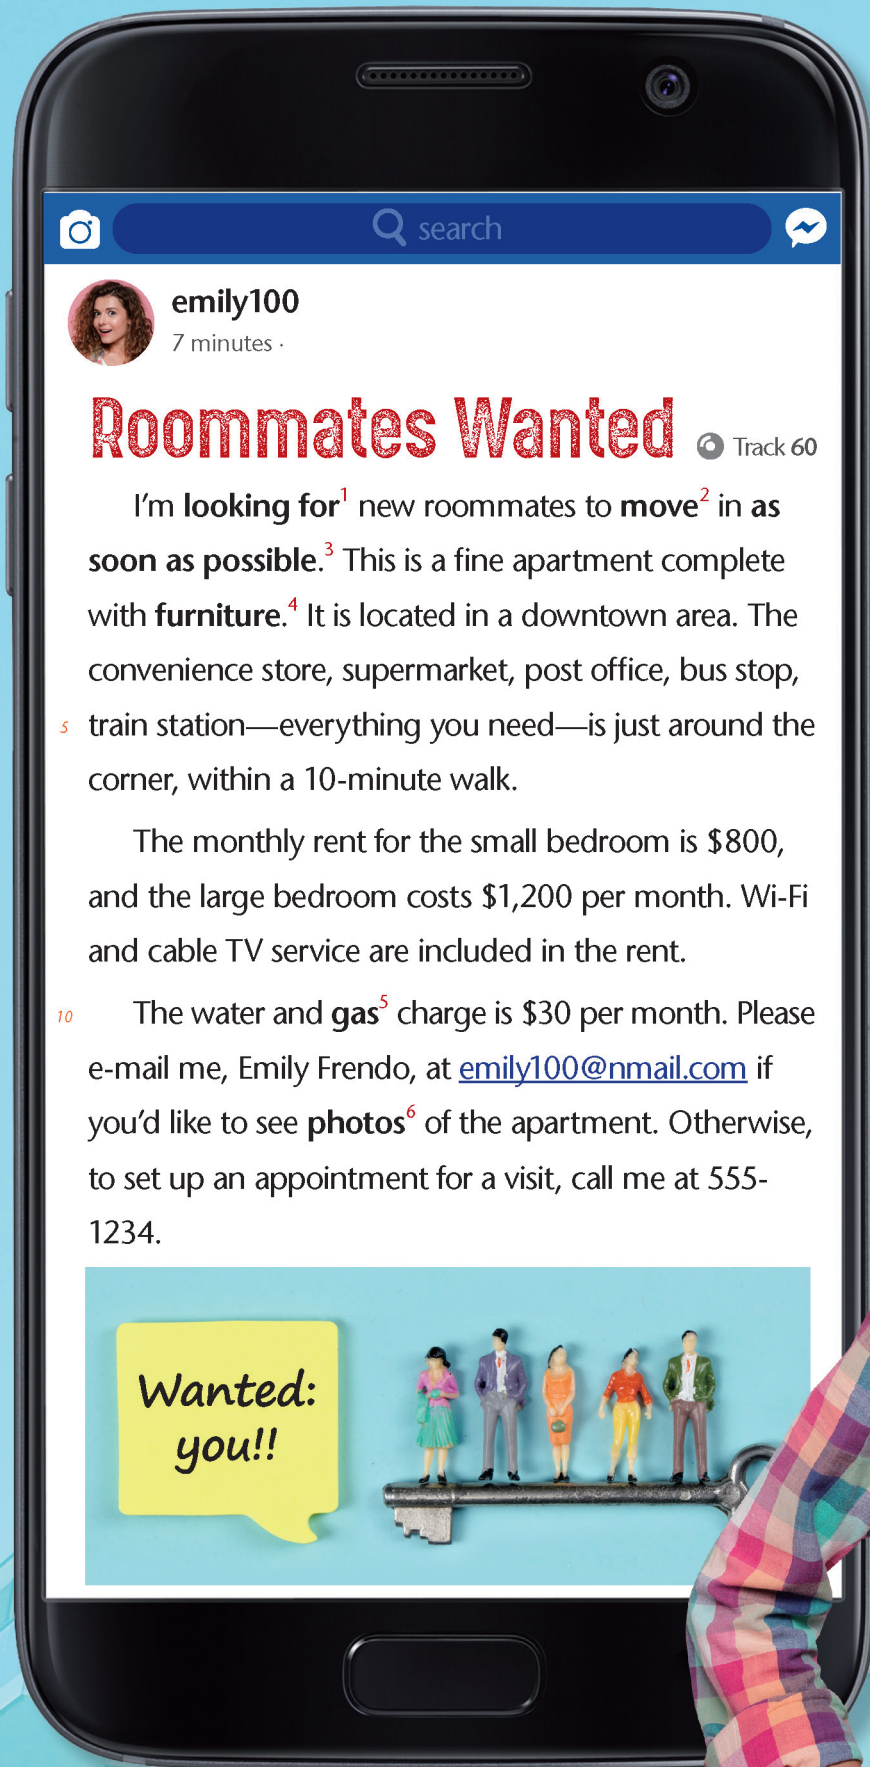 search
emily100
7 minutes ·
Roommates Wanted
Track 60
I'm looking for¹ new roommates to move² in as
soon as possible.³ This is a fine apartment complete
with furniture.⁴ It is located in a downtown area. The
convenience store, supermarket, post office, bus stop,
5 train station—everything you need—is just around the
corner, within a 10-minute walk.
The monthly rent for the small bedroom is $800,
and the large bedroom costs $1,200 per month. Wi-Fi
and cable TV service are included in the rent.
10 The water and gas⁵ charge is $30 per month. Please
e-mail me, Emily Frendo, at emily100@nmail.com if
you'd like to see photos⁶ of the apartment. Otherwise,
to set up an appointment for a visit, call me at 555-
1234.
Wanted:
you!!